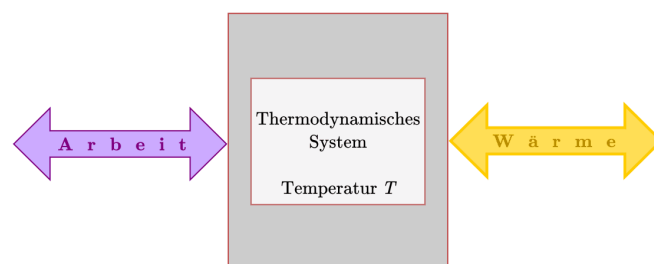 Thermodynamisches
System
Temperatur T
Arbeit
Wärme